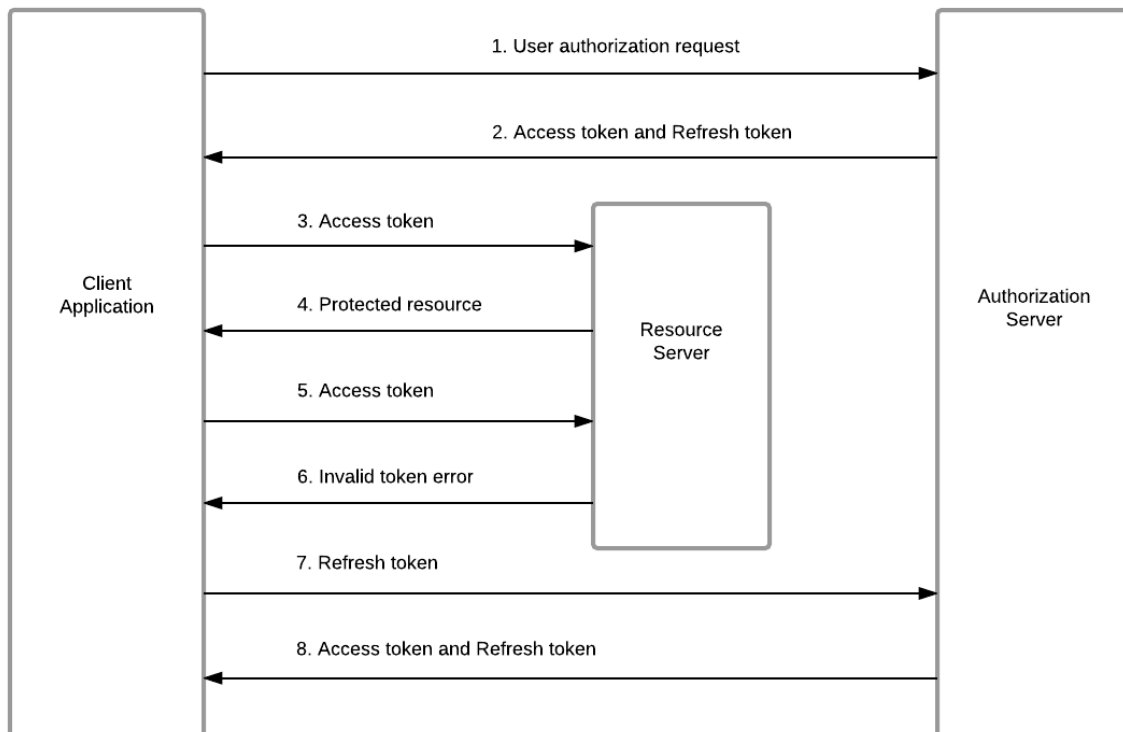 1. User authorization request
2. Access token and Refresh token
3. Access token
Client
Application
4. Protected resource
Authorization
Server
Resource
Server
5. Access token
6. Invalid token error
7. Refresh token
8. Access token and Refresh token